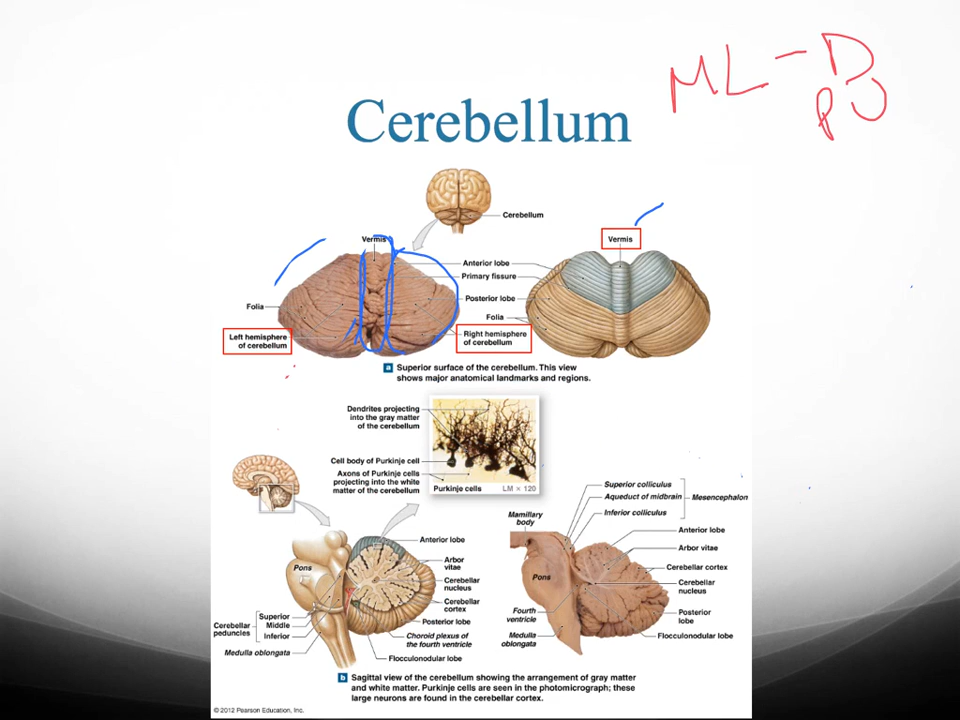 ML - D
PJ
Cerebellum
Cerebellum
Vermis
Anterior lobe
Primary fissure
Posterior lobe
Folia
Folia
Left hemisphere
of cerebellum
Right hemisphere
of cerebellum
Vermis
a Superior surface of the cerebellum. This view
shows major anatomical landmarks and regions.
Dendrites projecting
into the gray matter
of the cerebellum
Cell body of Purkinje cell
Axons of Purkinje cells
projecting into the white
matter of the cerebellum
Purkinje cells LM × 120
Anterior lobe
Arbor
vitae
Pons
Cerebellar
nucleus
Cerebellar
cortex
Posterior lobe
Cerebellar
peduncles
Superior
Middle
Inferior
Choroid plexus of
the fourth ventricle
Medulla oblongata
Flocculonodular lobe
Superior colliculus
Aqueduct of midbrain
Mesencephalon
Inferior colliculus
Mamillary
body
Anterior lobe
Arbor vitae
Cerebellar cortex
Pons
Cerebellar
nucleus
Fourth
ventricle
Posterior
lobe
Medulla
oblongata
Flocculonodular lobe
b Sagittal view of the cerebellum showing the arrangement of gray matter
and white matter. Purkinje cells are seen in the photomicrograph; these
large neurons are found in the cerebellar cortex.
© 2012 Pearson Education, Inc.